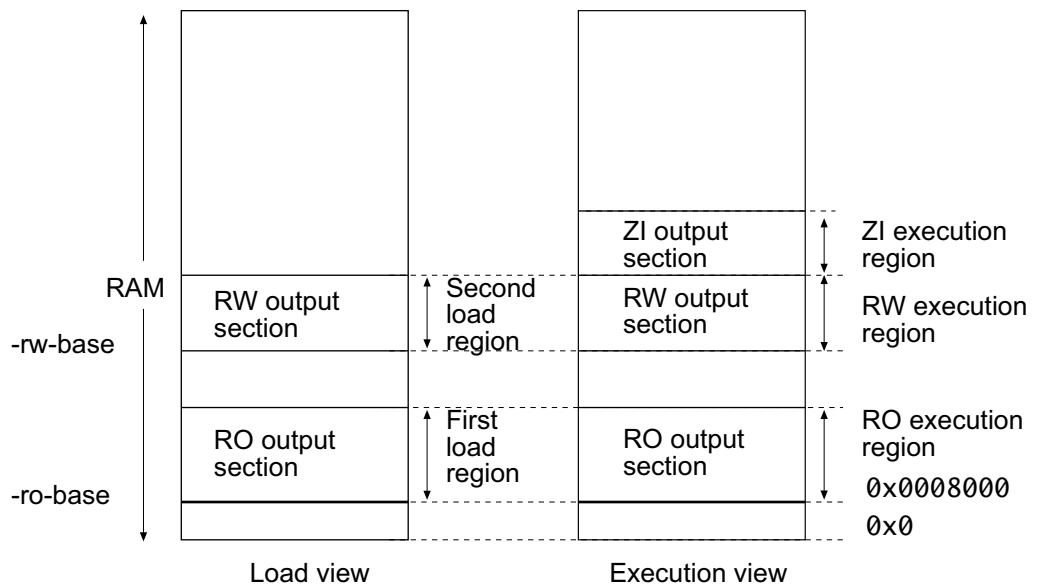 ZI output
section
ZI execution
region
RAM
RW output
section
Second
load
region
RW output
section
RW execution
region
-rw-base
RO output
section
First
load
region
RO output
section
RO execution
region
-ro-base
0x0008000
0x0
Load view
Execution view